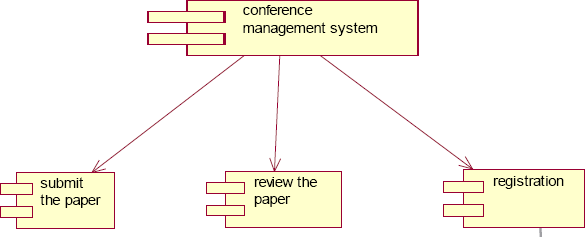 conference
management system
submit
the paper
review the
paper
registration